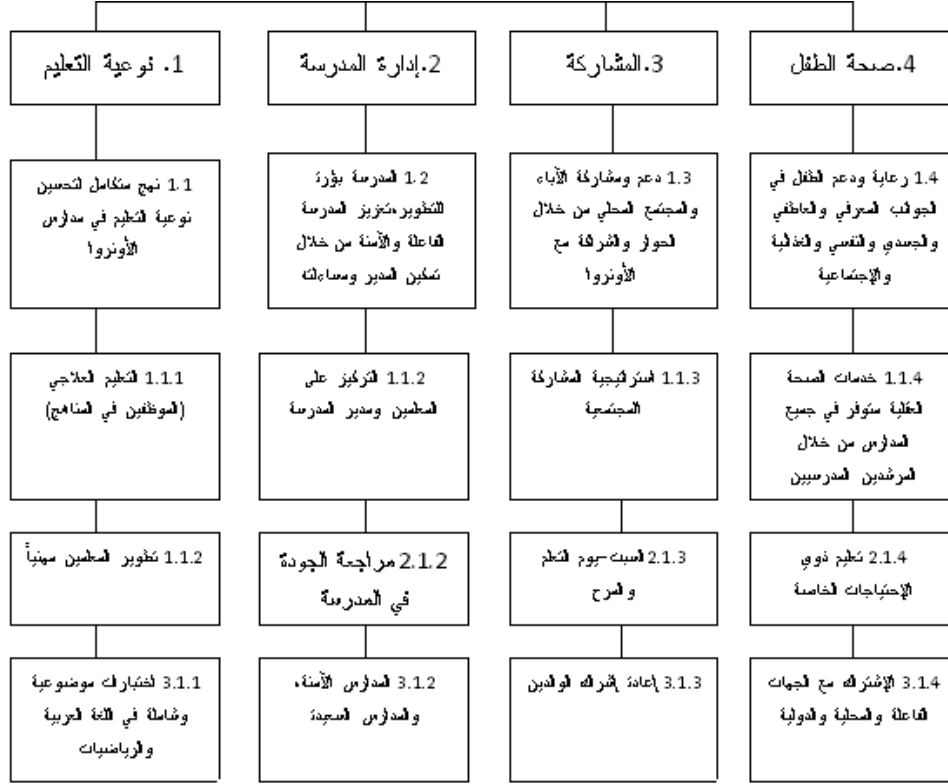 1. نوعية التعليم
1.1 نهج متكامل لتحسين
نوعية التعليم في مدارس
الأونروا
1.1.1 التعليم العلاجي
(الموظفين في المناهج)
1.1.2 تطوير المعلمين مهنياً
3.1.1 اختبارات موضوعية
وشاملة في اللغة العربية
والرياضيات
2.إدارة المدرسة
1.2 المدرسة بؤرة
للتطوير،تعزيز المدرسة
الفاعلة والآمنة من خلال
تمكين المدير ومساءلته
1.1.2 التركيز على
المعلمين ومدير المدرسة
2.1.2 مراجعة الجودة
في المدرسة
3.1.2 المدارس الآمنة،
والمدارس السعيدة
3.المشاركة
1.3 دعم ومشاركة الآباء
والمجتمع المحلي من خلال
الحوار والشراكة مع
الأونروا
1.1.3 استراتيجية المشاركة
المجتمعية
2.1.3 السبت-يوم التعلم
والمرح
3.1.3 إعادة إشراك الوالدين
4.صحة الطفل
1.4 رعاية ودعم الطفل في
الجوانب المعرفي والعاطفي
والجسدي والنفسي والغذائية
والإجتماعية
1.1.4 خدمات الصحة
العقلية ستوفر في جميع
المدارس من خلال
المرشدين المدرسيين
2.1.4 تعليم ذوي
الإحتياجات الخاصة
3.1.4 الإشتراك مع الجهات
الفاعلة والمحلية والدولية